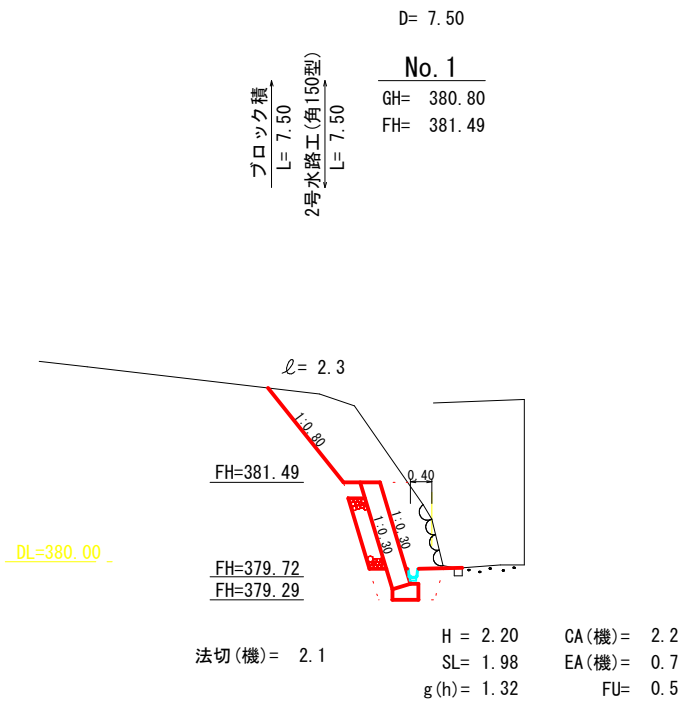 D= 7.50
No.1
GH= 380.80
FH= 381.49
ブロック積
L= 7.50
2号水路工(角150型)
L= 7.50
ℓ= 2.3
1:0.80
0.40
FH=381.49
1:0.30
1:0.30
DL=380.00
FH=379.72
FH=379.29
法切(機)= 2.1
H = 2.20
CA(機)= 2.2
SL= 1.98
EA(機)= 0.7
g(h)= 1.32
FU= 0.5